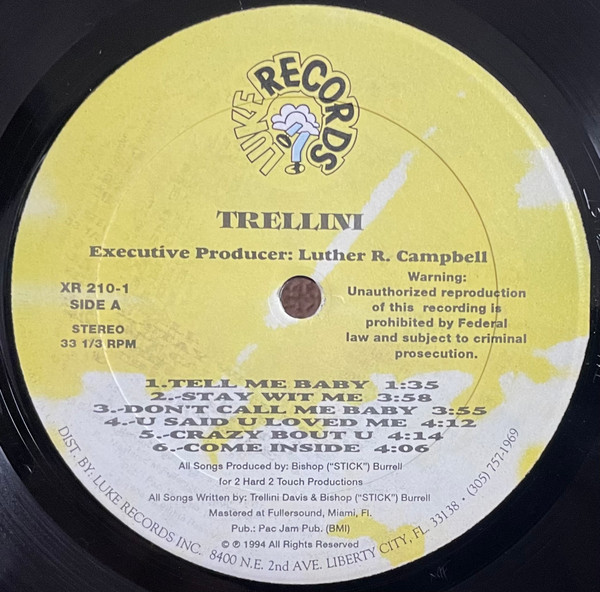 LUKE RECORDS
TRELLINI
Executive Producer: Luther R. Campbell
XR 210-1
SIDE A
STEREO
33 1/3 RPM
Warning:
Unauthorized reproduction
of this recording is
prohibited by Federal
law and subject to criminal
prosecution.
1.TELL ME BABY 1:35
2.-STAY WIT ME 3:58
3.-DON'T CALL ME BABY 3:55
4.-U SAID U LOVED ME 4:12
5.-CRAZY BOUT U 4:14
6.-COME INSIDE 4:06
All Songs Produced by: Bishop ("STICK") Burrell
for 2 Hard 2 Touch Productions
All Songs Written by: Trellini Davis & Bishop ("STICK") Burrell
Mastered at Fullersound, Miami, Fl.
Pub.: Pac Jam Pub. (BMI)
© ℗ 1994 All Rights Reserved
DIST. BY: LUKE RECORDS INC. 8400 N.E. 2nd AVE. LIBERTY CITY, FL. 33138 • (305) 757-1969